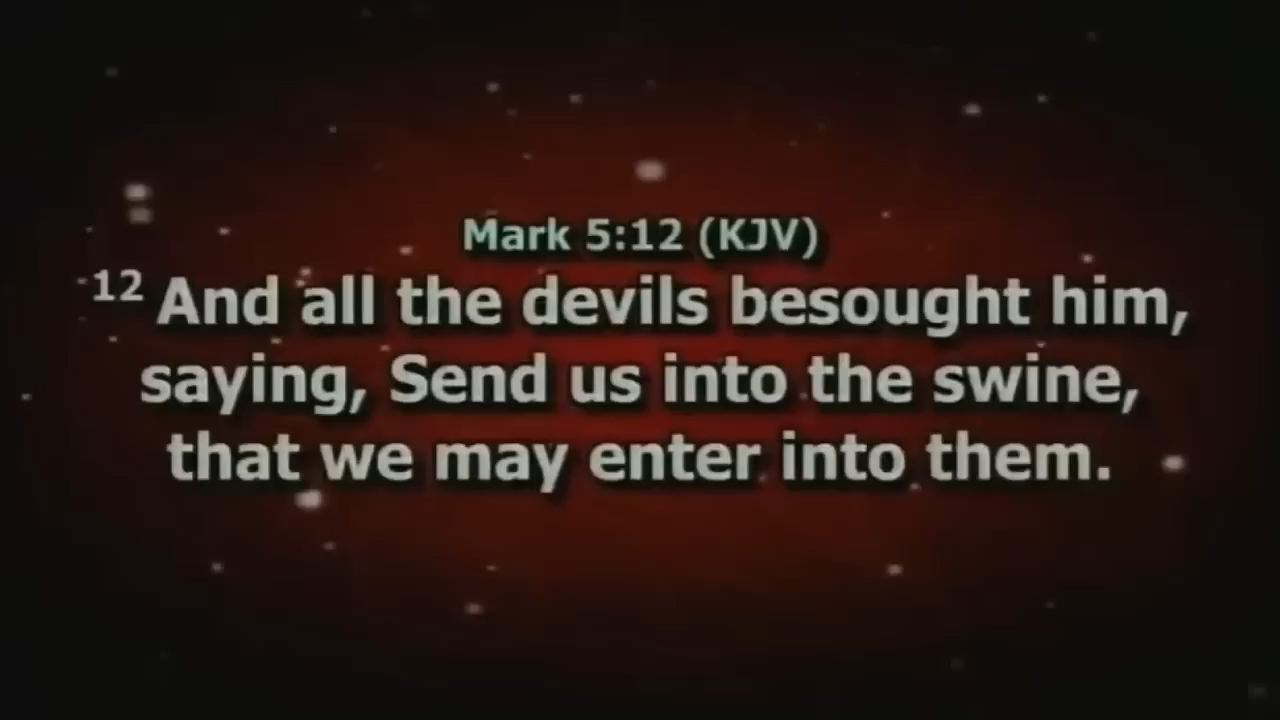 Mark 5:12 (KJV)
12 And all the devils besought him,
saying, Send us into the swine,
that we may enter into them.